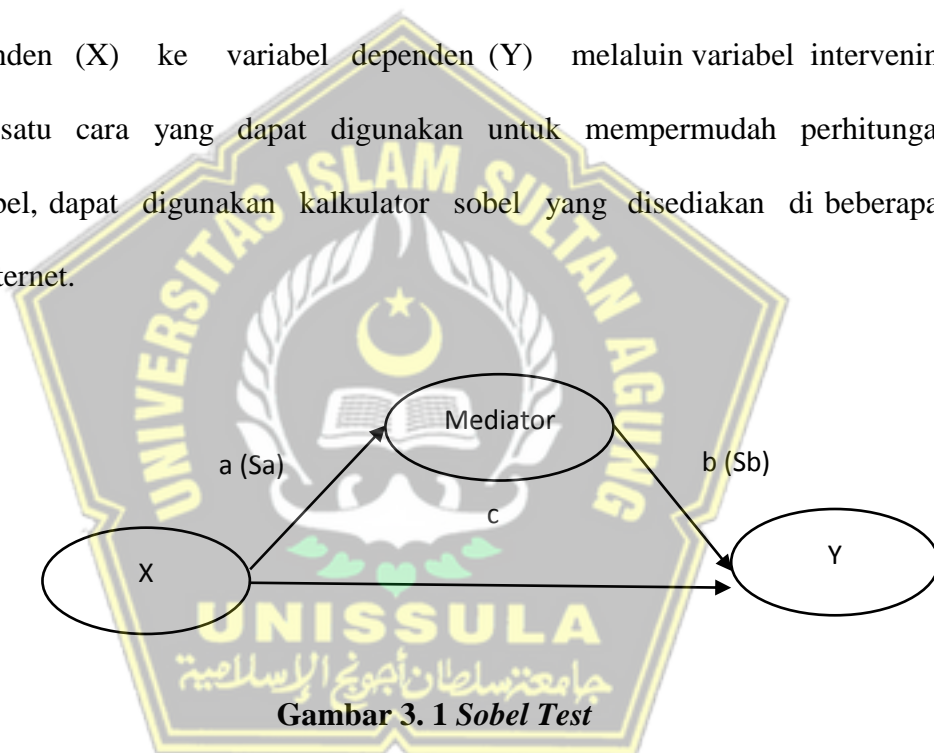 nden (X) ke variabel dependen (Y) melaluin variabel intervenin
satu cara yang dapat digunakan untuk mempermudah perhitunga
bel, dapat digunakan kalkulator sobel yang disediakan di beberapa
ternet.
UNIVERSITAS ISLAM SULTAN AGUNG
Mediator
a (Sa)
b (Sb)
c
X
Y
UNISSULA
جامعنسلطان أجونج الإسلامية
Gambar 3. 1 Sobel Test